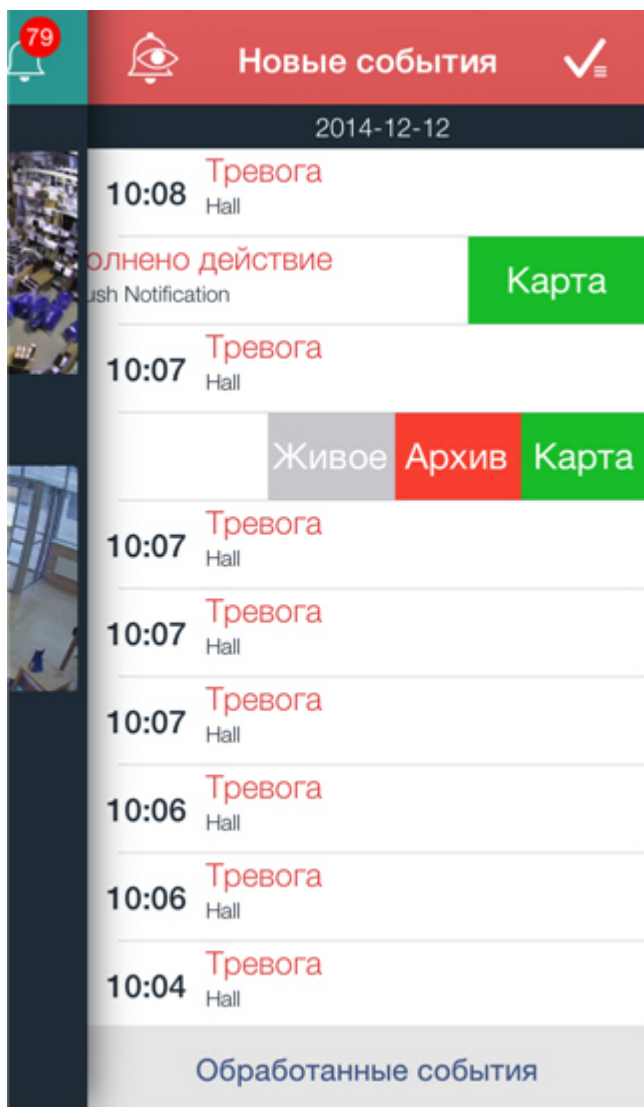 79
Новые события
2014-12-12
10:08 Тревога
Hall
олнено действие
ush Notification
Карта
10:07 Тревога
Hall
Живое Архив Карта
10:07 Тревога
Hall
10:07 Тревога
Hall
10:07 Тревога
Hall
10:06 Тревога
Hall
10:06 Тревога
Hall
10:04 Тревога
Hall
Обработанные события